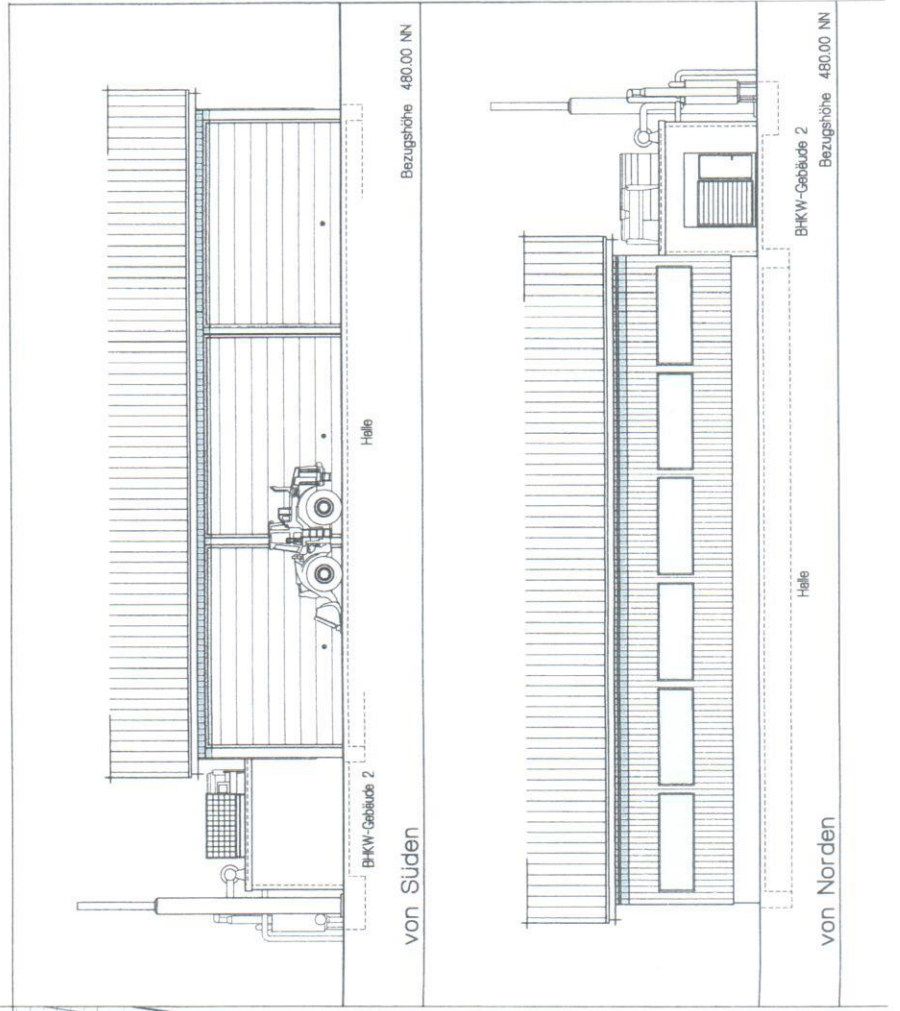 BHKW-Gebäude 2
Halle
von Süden
Bezugshöhe 480.00 NN
Halle
BHKW-Gebäude 2
von Norden
Bezugshöhe 480.00 NN